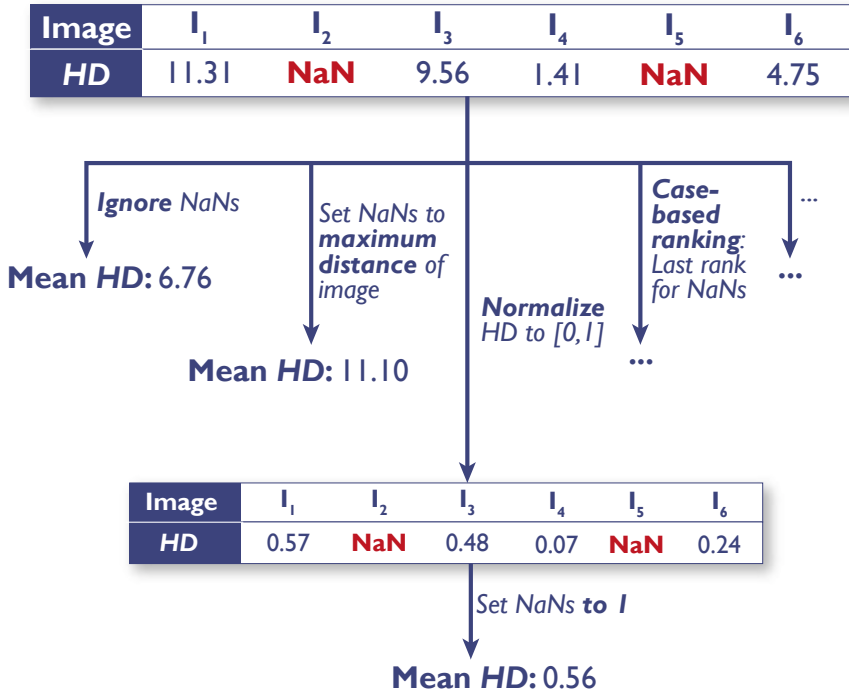 Image I1 I2 I3 I4 I5 I6
HD 11.31 NaN 9.56 1.41 NaN 4.75
Ignore NaNs
Mean HD: 6.76
Set NaNs to
maximum
distance of
image
Mean HD: 11.10
Normalize
HD to [0,1]
Case-
based
ranking:
Last rank
for NaNs
...
...
...
Image I1 I2 I3 I4 I5 I6
HD 0.57 NaN 0.48 0.07 NaN 0.24
Set NaNs to 1
Mean HD: 0.56